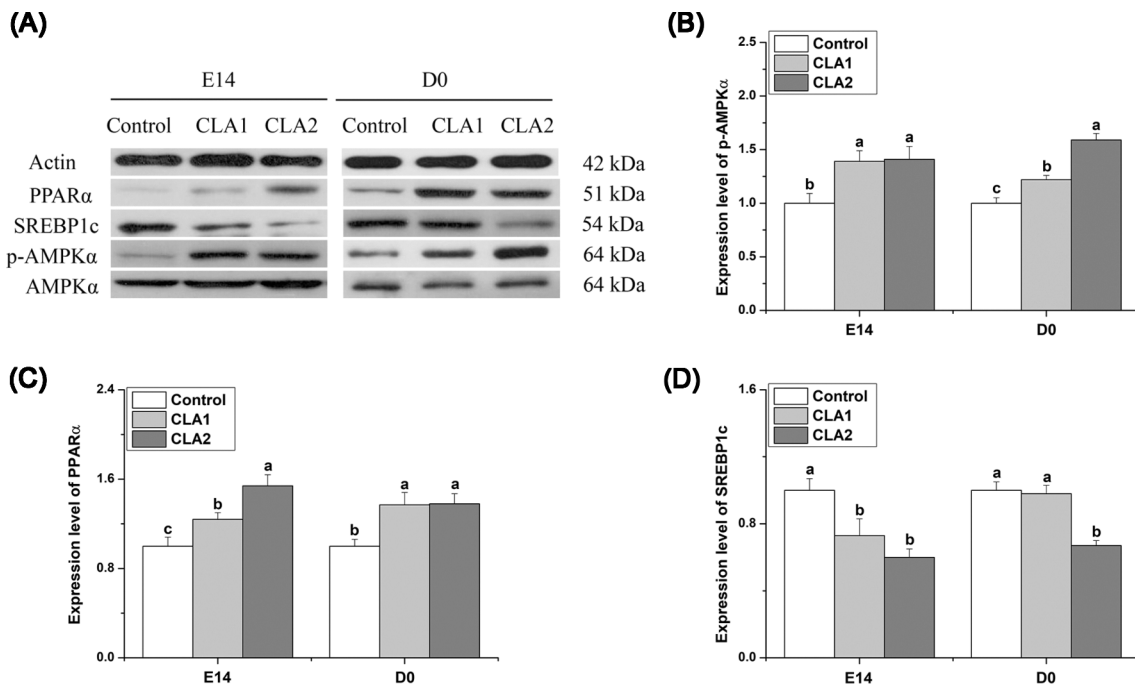 (A)
E14 D0
Control CLA1 CLA2 Control CLA1 CLA2
Actin 42 kDa
PPARα 51 kDa
SREBP1c 54 kDa
p-AMPKα 64 kDa
AMPKα 64 kDa
(B)
Control
CLA1
CLA2
Expression level of p-AMPKα
2.5
2.0
1.5
1.0
0.5
0.0
b a a c b a
E14 D0
(C)
Control
CLA1
CLA2
Expression level of PPARα
2.4
1.6
0.8
0.0
c b a b a a
E14 D0
(D)
Control
CLA1
CLA2
Expression level of SREBP1c
1.6
0.8
0.0
a b b a a b
E14 D0